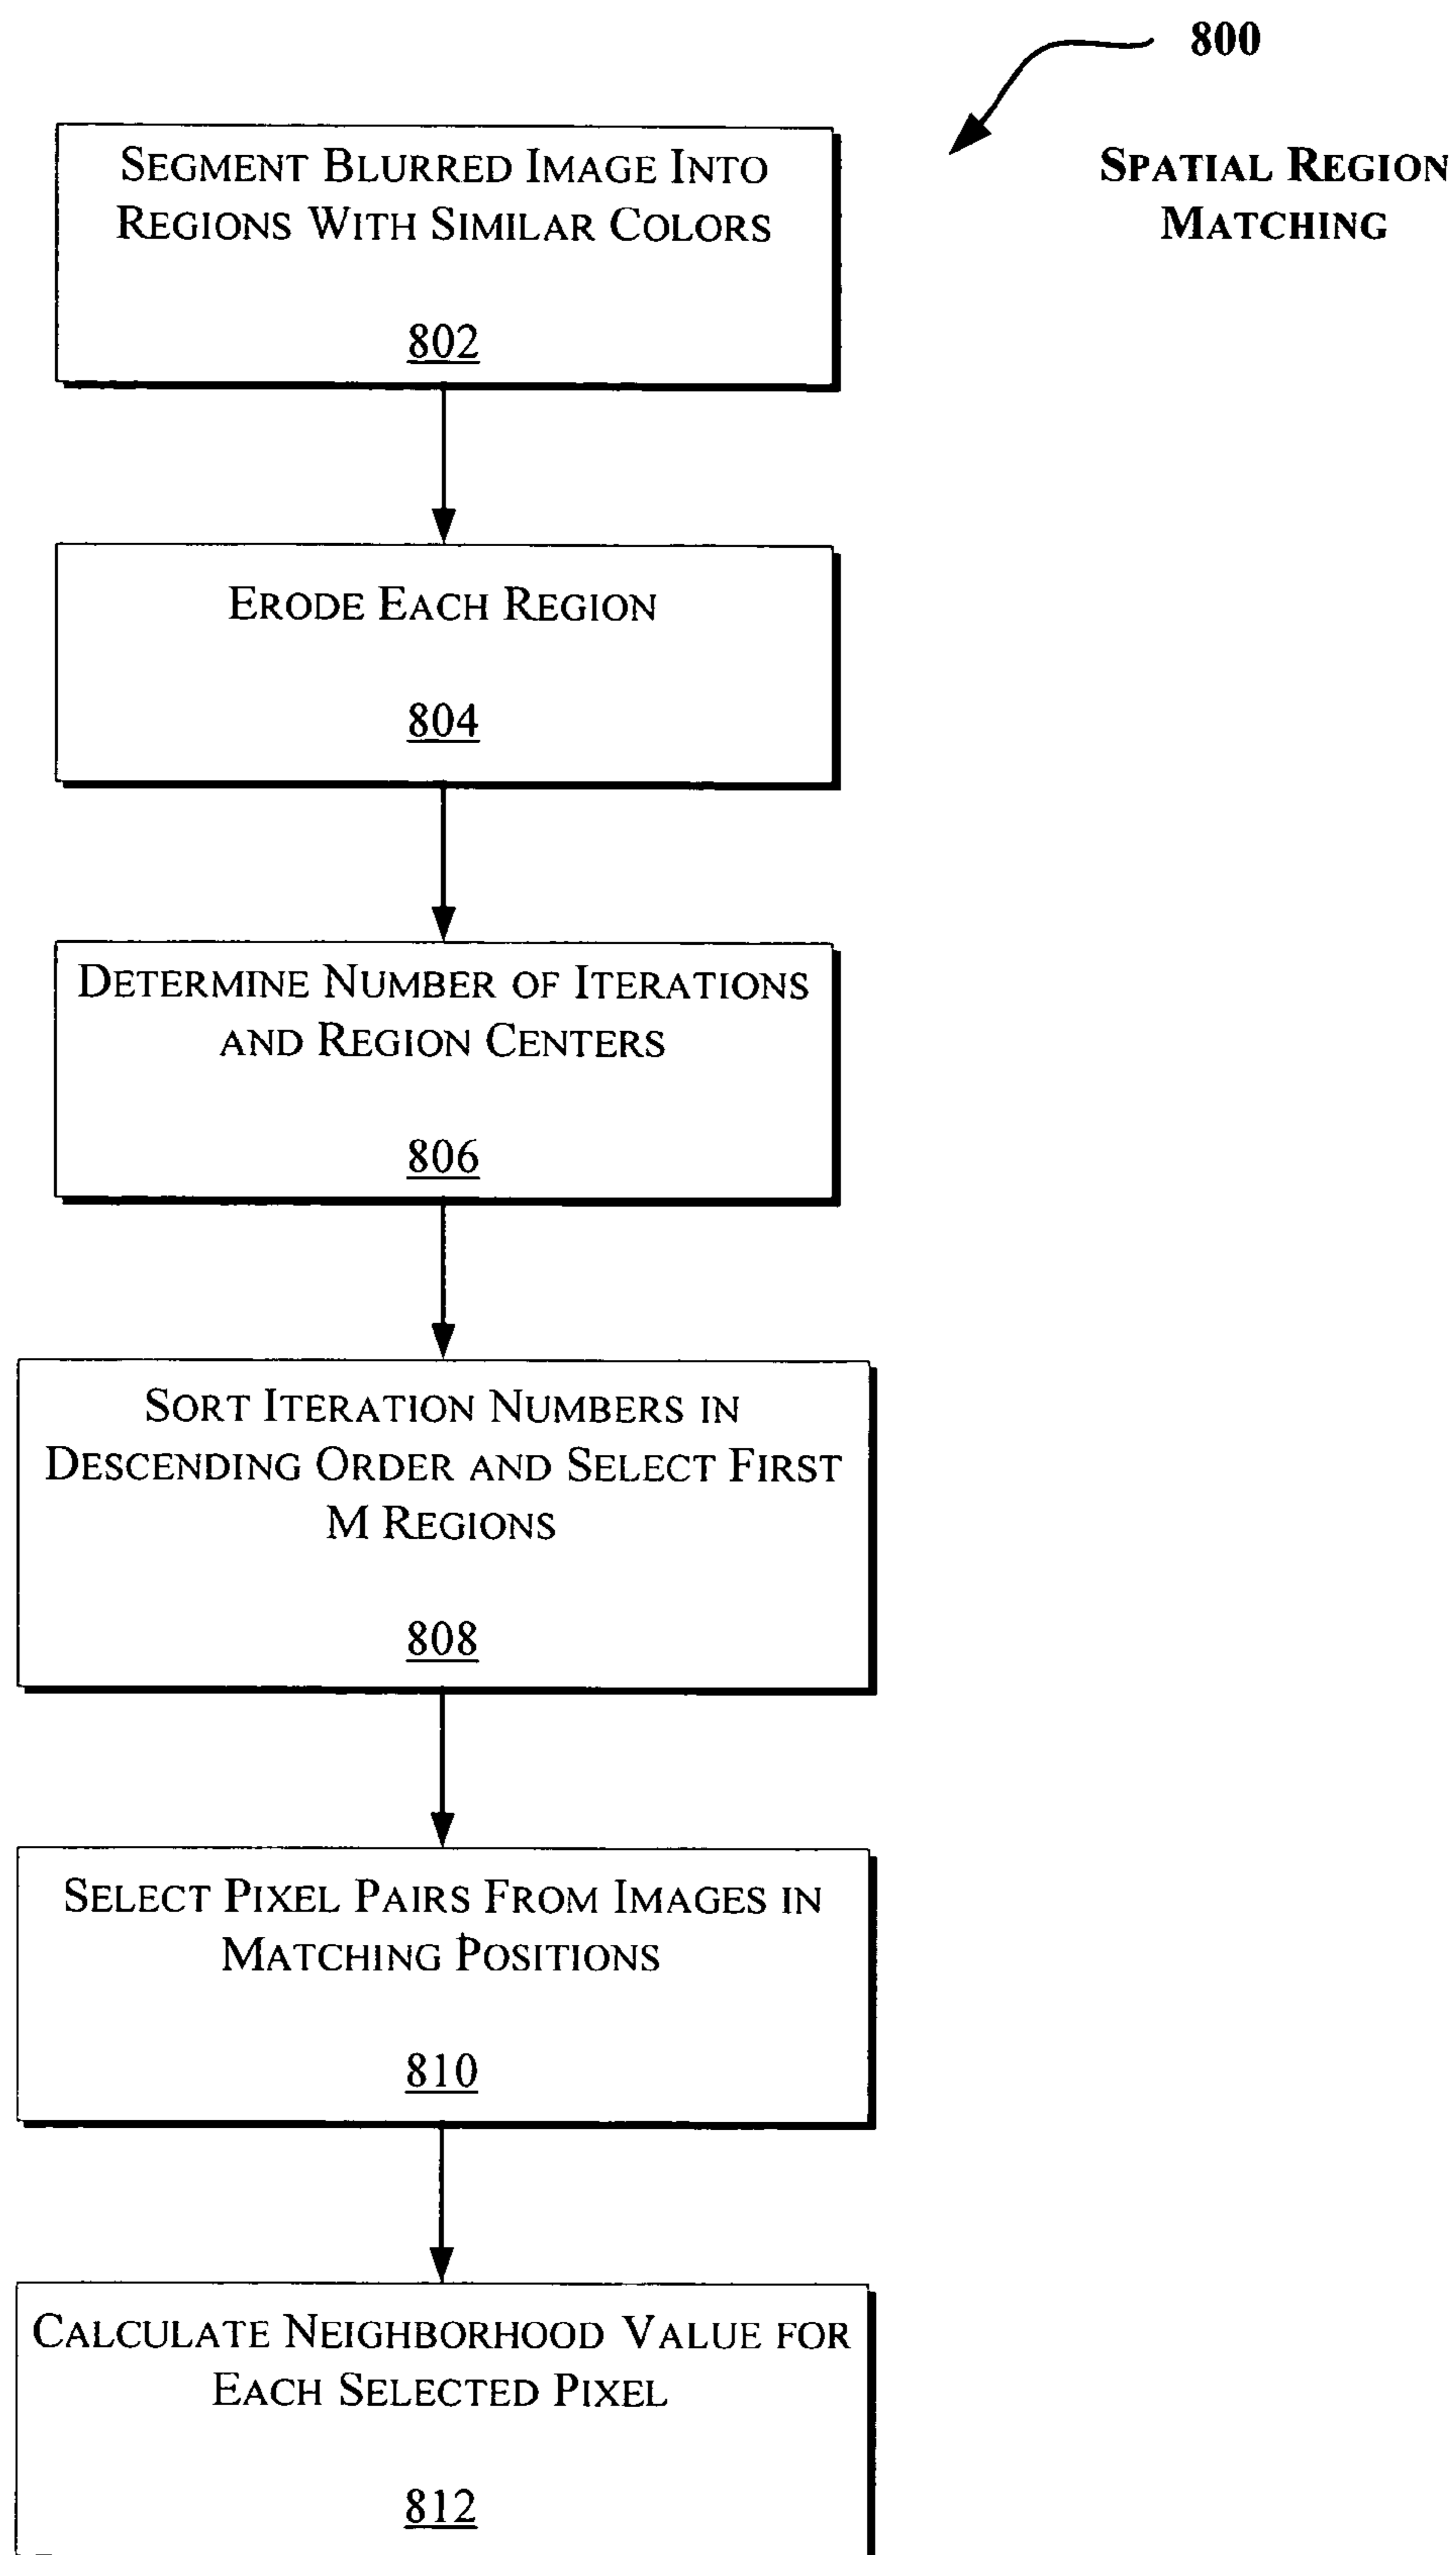 800
SPATIAL REGION
MATCHING
SEGMENT BLURRED IMAGE INTO
REGIONS WITH SIMILAR COLORS
802
ERODE EACH REGION
804
DETERMINE NUMBER OF ITERATIONS
AND REGION CENTERS
806
SORT ITERATION NUMBERS IN
DESCENDING ORDER AND SELECT FIRST
M REGIONS
808
SELECT PIXEL PAIRS FROM IMAGES IN
MATCHING POSITIONS
810
CALCULATE NEIGHBORHOOD VALUE FOR
EACH SELECTED PIXEL
812